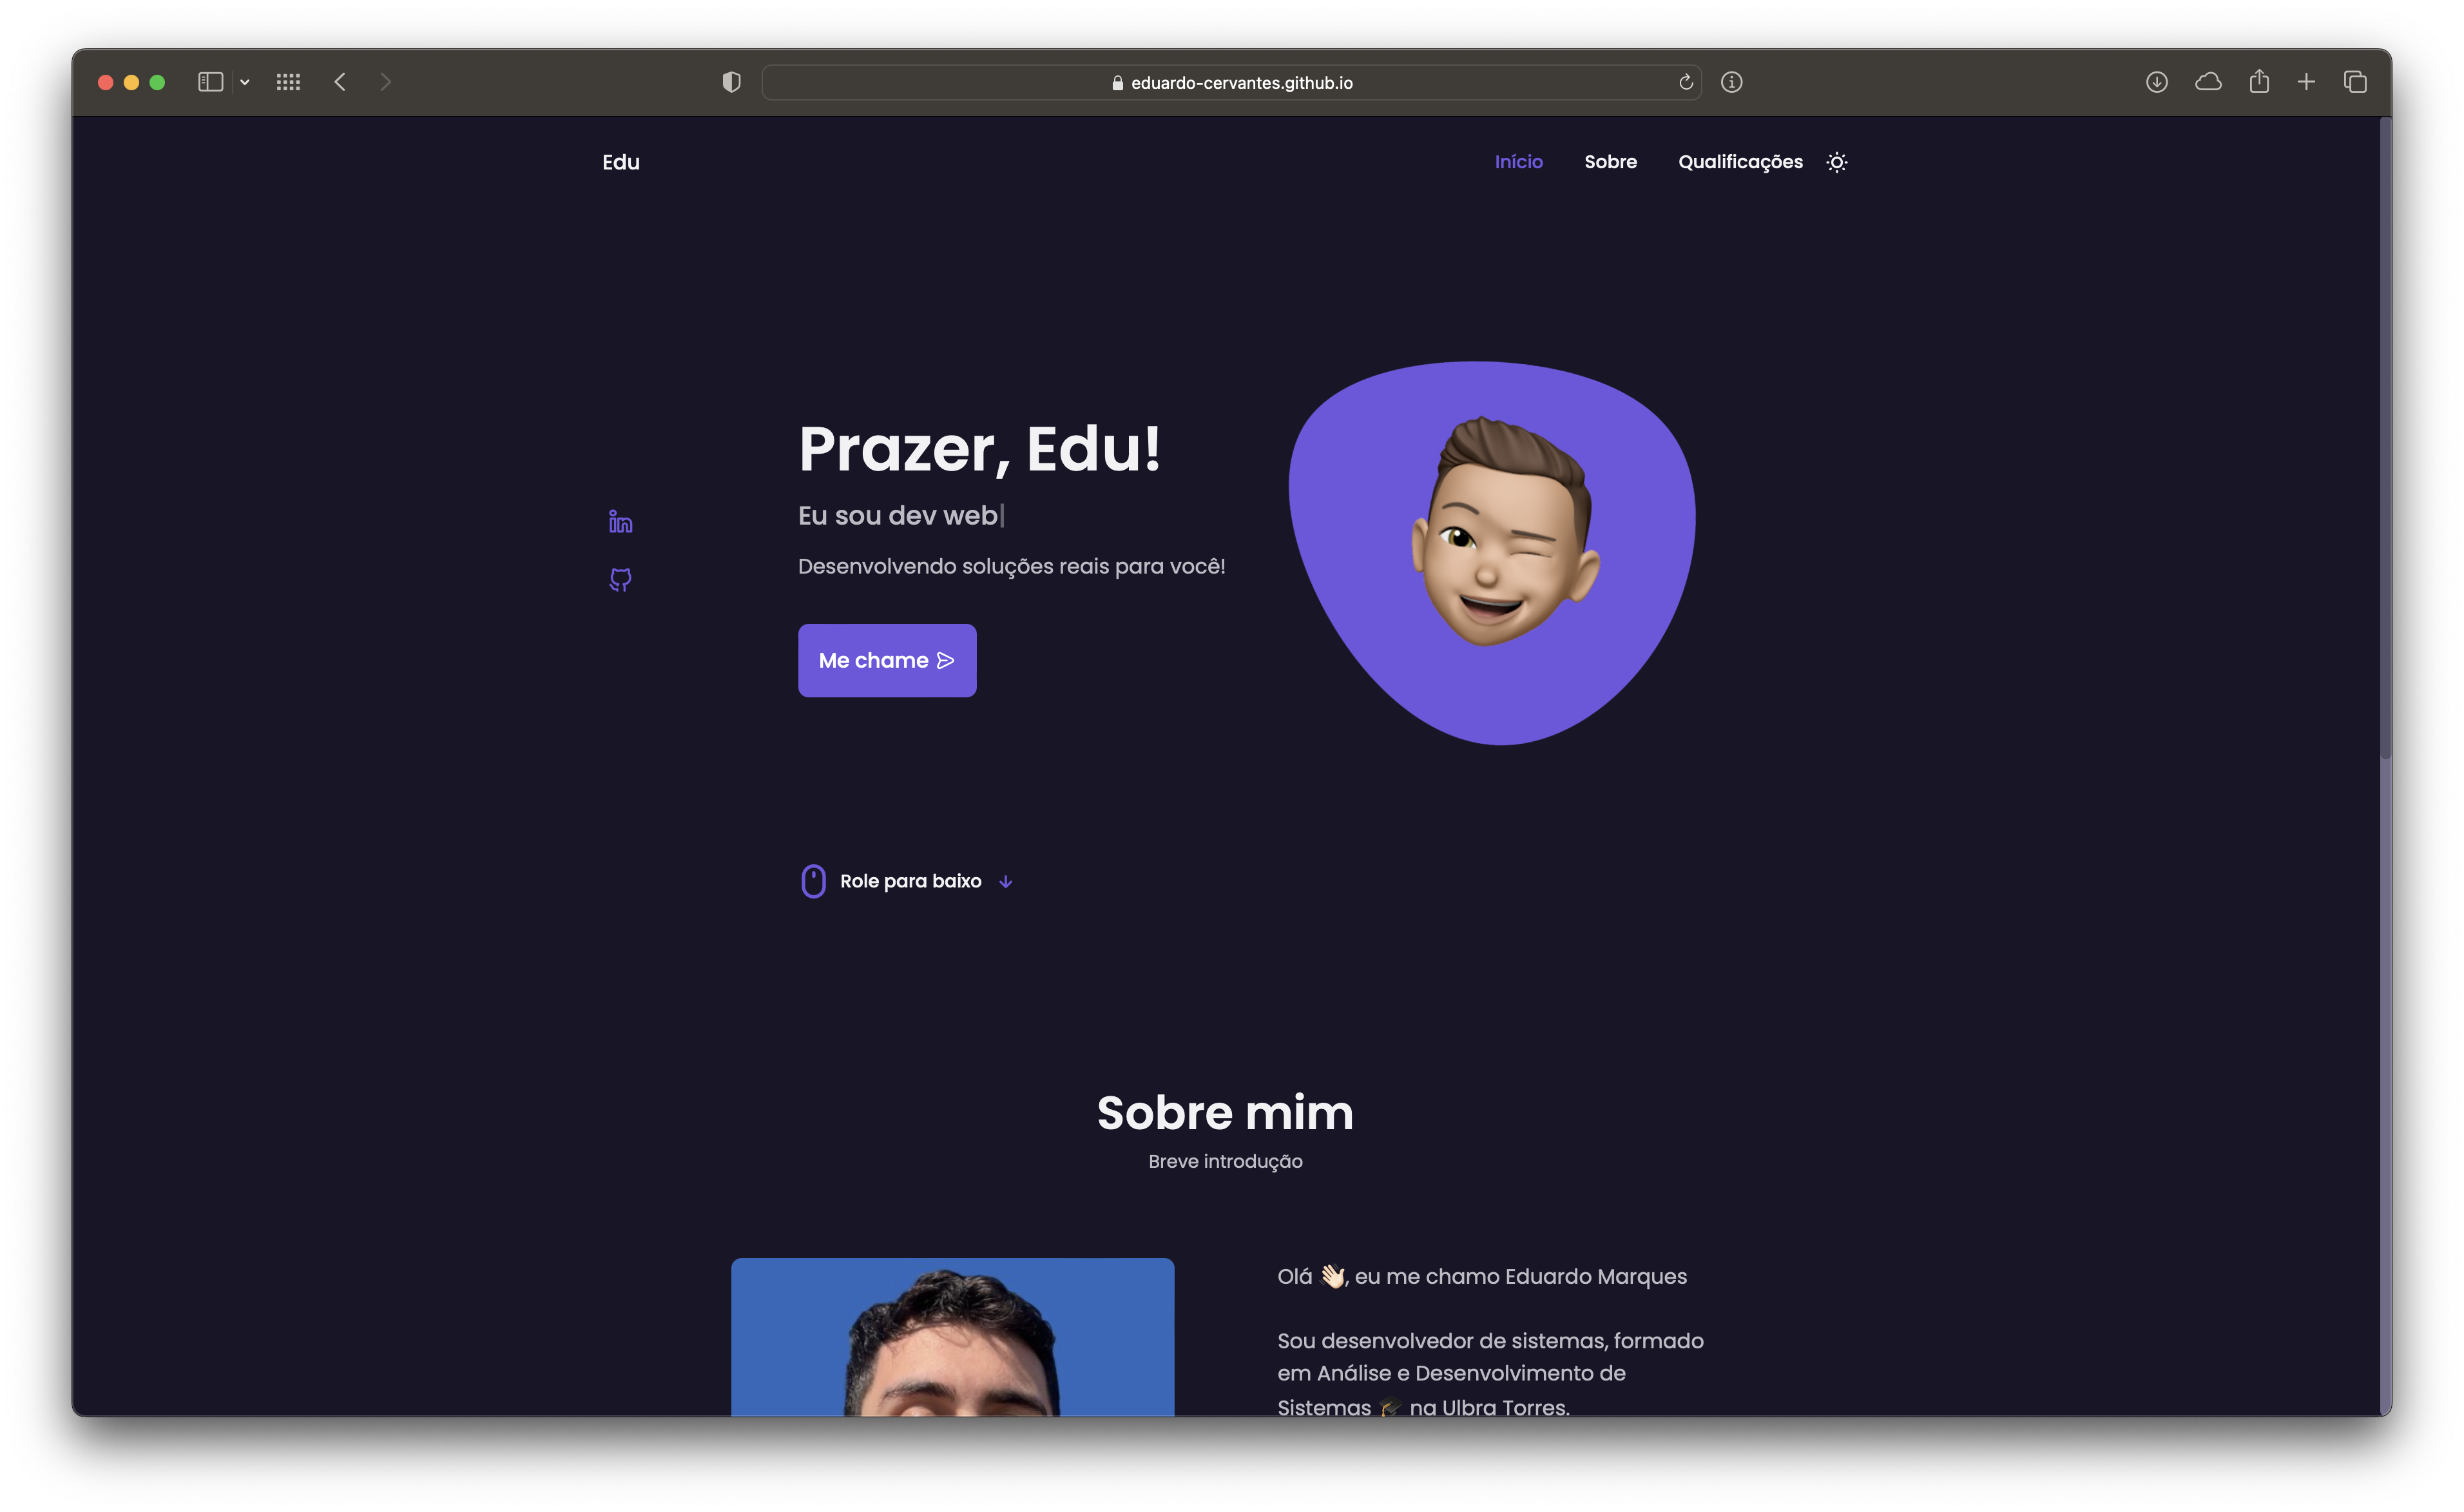 eduardo-cervantes.github.io
Edu
Início
Sobre
Qualificações
Prazer, Edu!
Eu sou dev web|
Desenvolvendo soluções reais para você!
Me chame
Role para baixo
Sobre mim
Breve introdução
Olá 👋🏻, eu me chamo Eduardo Marques
Sou desenvolvedor de sistemas, formado
em Análise e Desenvolvimento de
Sistemas 🎓 na Ulbra Torres.